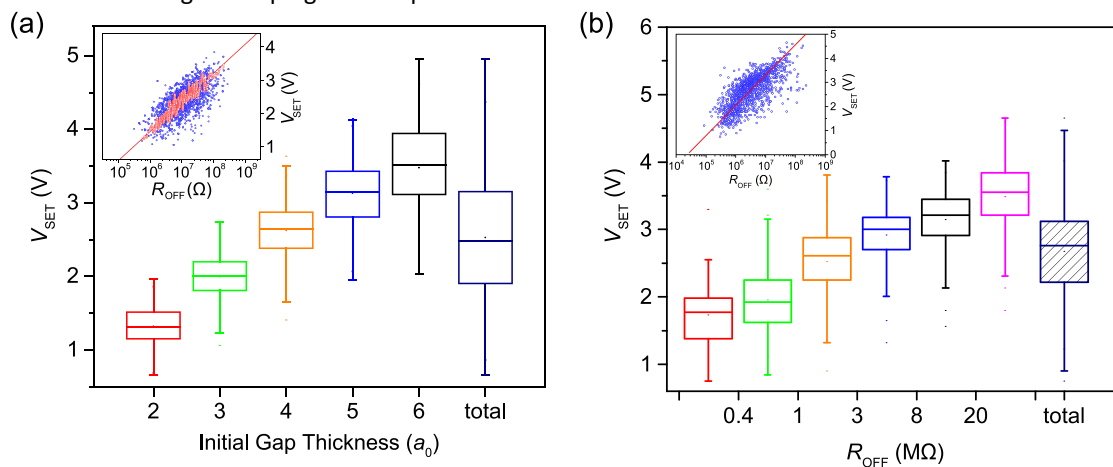 (a)
5
4
3
2
1
V_SET (V)
2 3 4 5 6 total
Initial Gap Thickness (a_0)
4
3
2
1
V_SET (V)
10^5 10^6 10^7 10^8 10^9
R_OFF (Ω)
(b)
6
5
4
3
2
1
V_SET (V)
0.4 1 3 8 20 total
R_OFF (MΩ)
5
4
3
2
1
0
V_SET (V)
10^4 10^5 10^6 10^7 10^8 10^9
R_OFF (Ω)